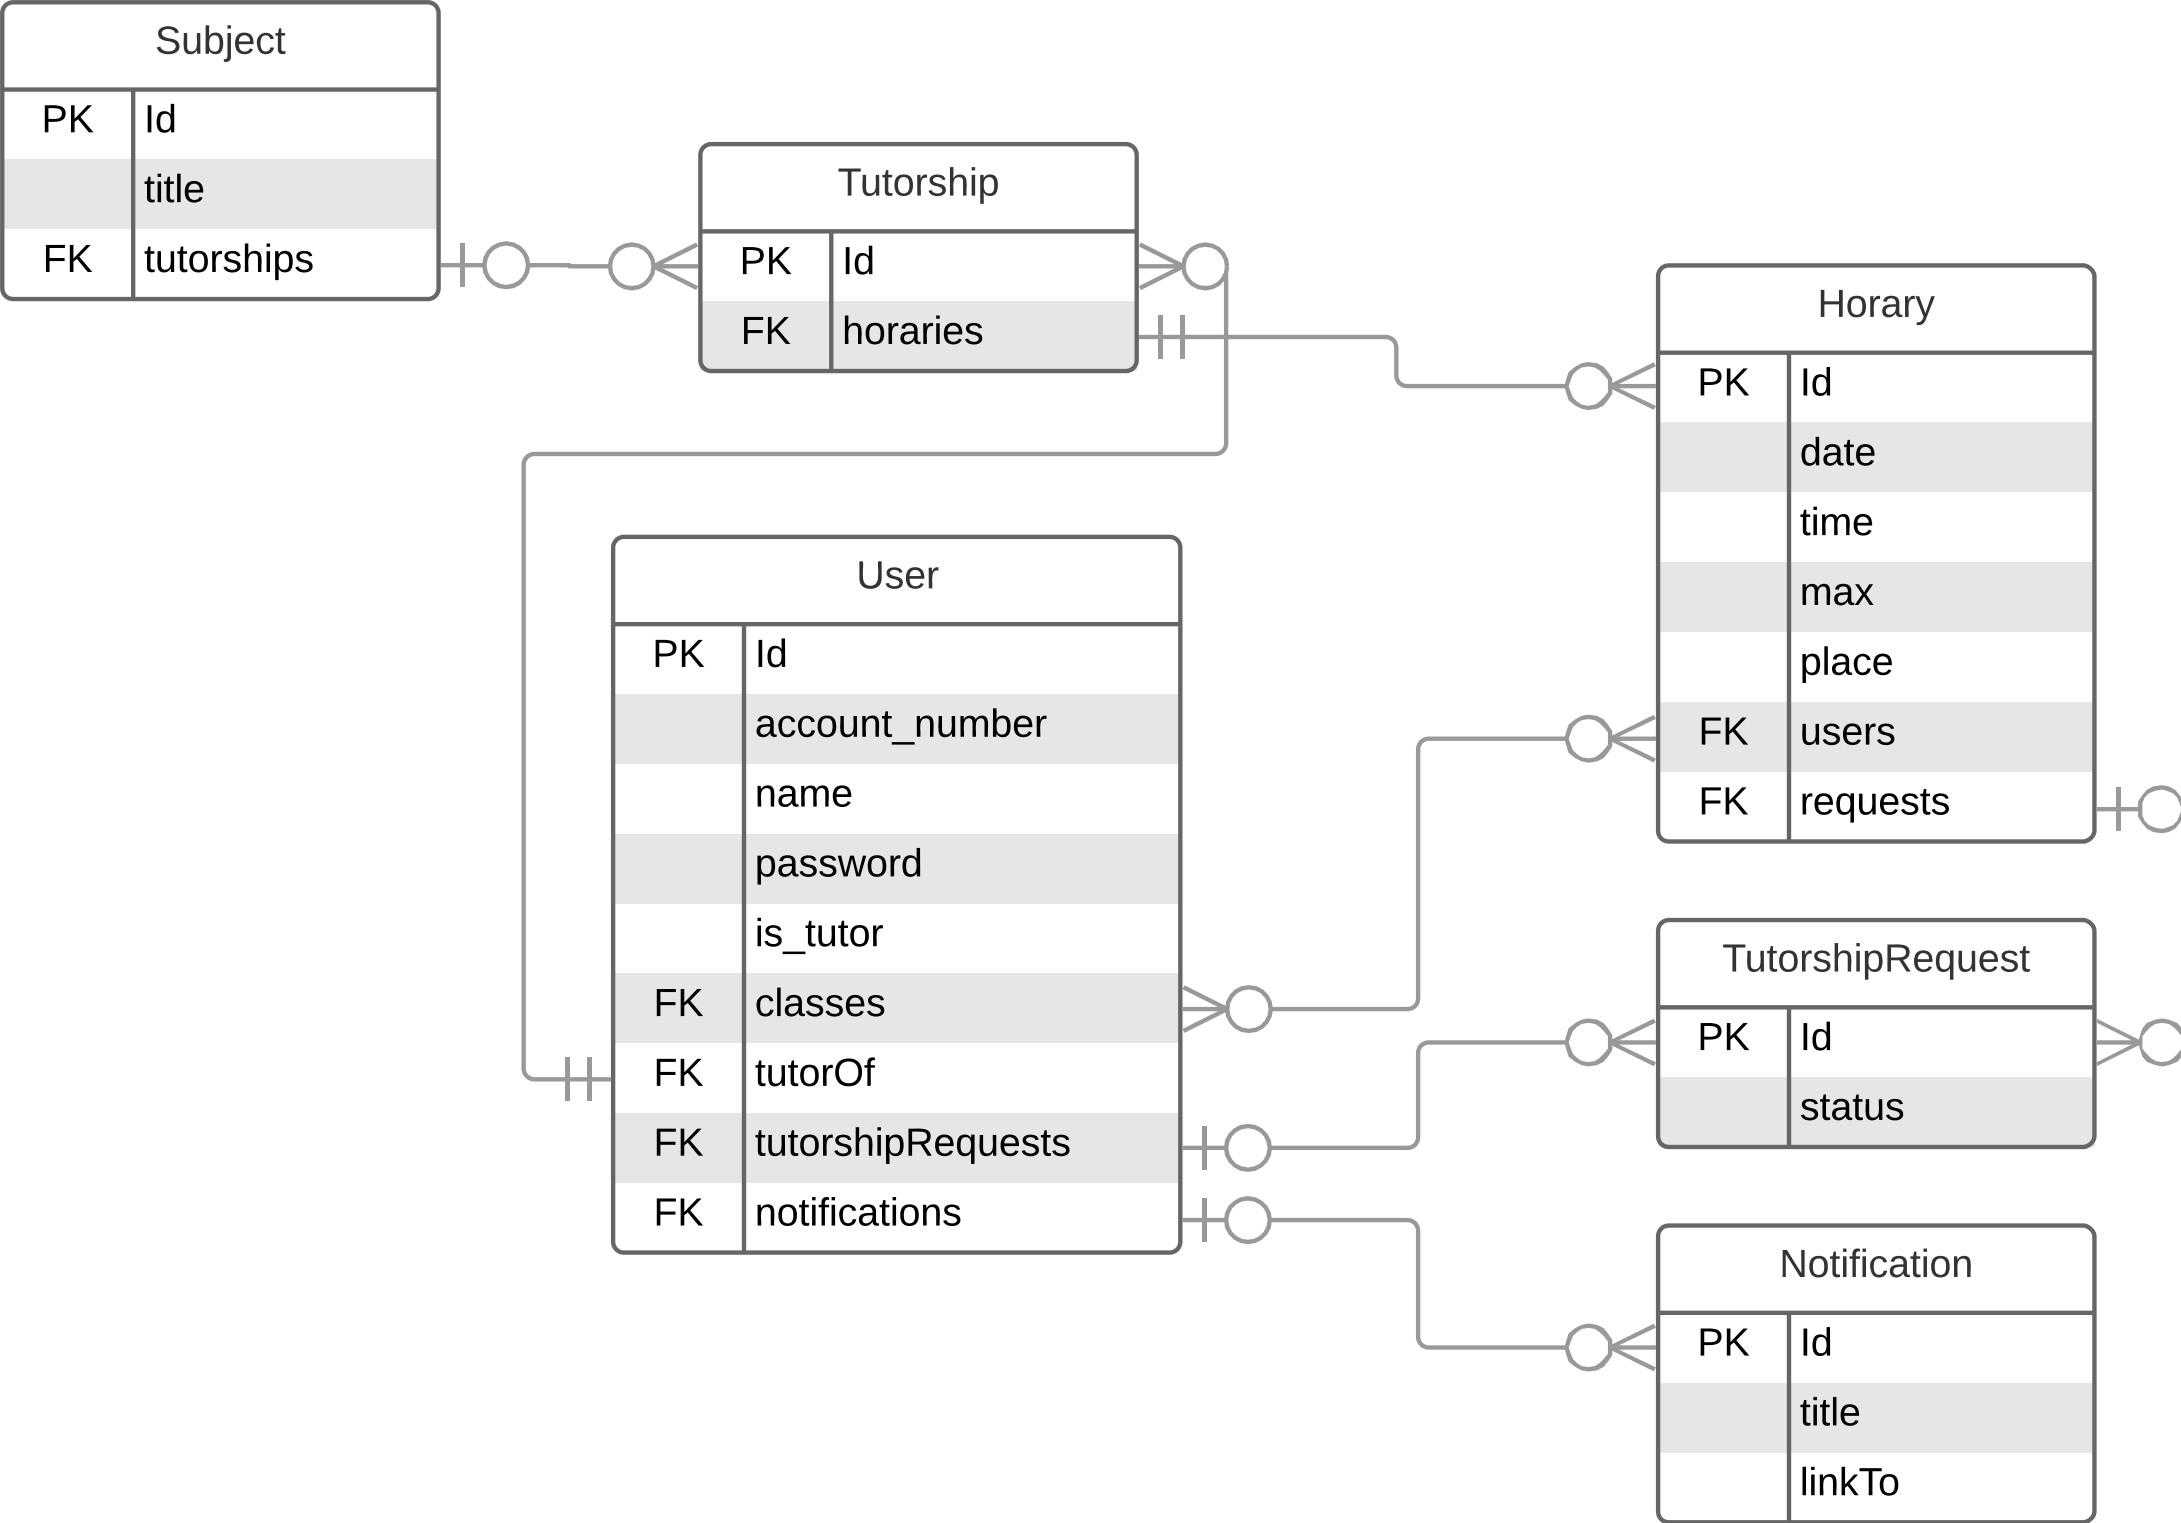 Subject
PK Id
title
FK tutorships
Tutorship
PK Id
FK horaries
Horary
PK Id
date
time
max
place
FK users
FK requests
User
PK Id
account_number
name
password
is_tutor
FK classes
FK tutorOf
FK tutorshipRequests
FK notifications
TutorshipRequest
PK Id
status
Notification
PK Id
title
linkTo